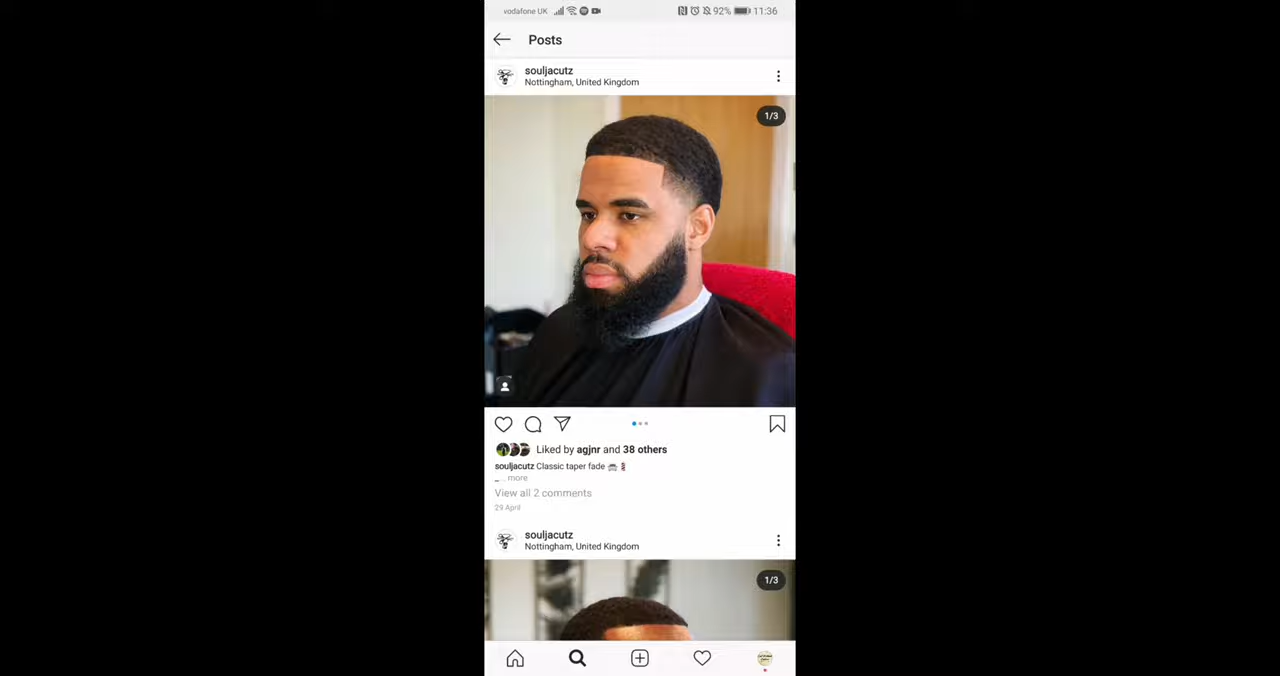 vodafone UK 92% 11:36
Posts
souljacutz
Nottingham, United Kingdom
1/3
Liked by agjnr and 38 others
souljacutz Classic taper fade
_ ... more
View all 2 comments
29 April
souljacutz
Nottingham, United Kingdom
1/3